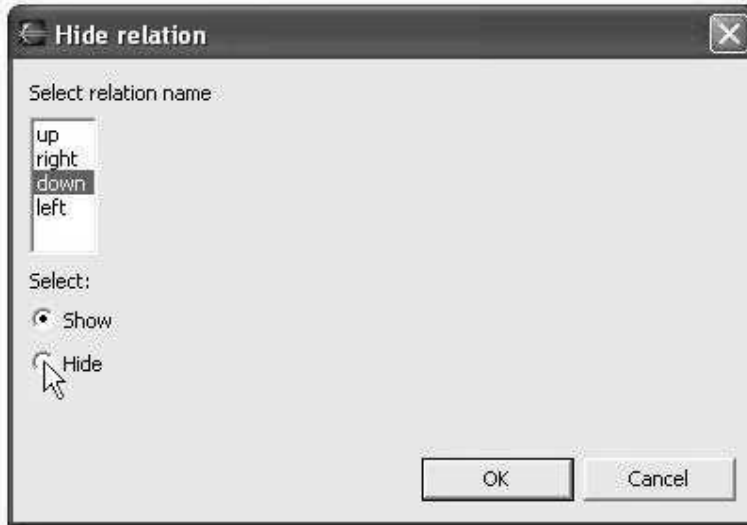 Hide relation
Select relation name
up
right
down
left
Select:
Show
Hide
OK Cancel